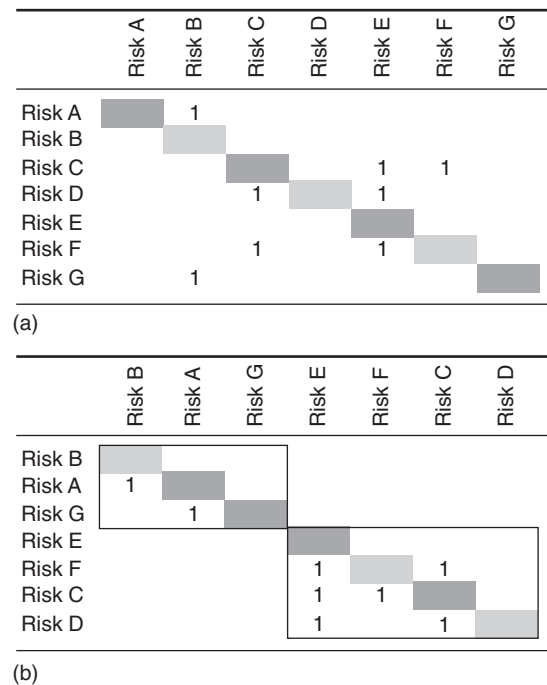 Risk A Risk B Risk C Risk D Risk E Risk F Risk G
Risk A 1
Risk B
Risk C 1 1
Risk D 1 1
Risk E
Risk F 1 1
Risk G 1
(a)
Risk B Risk A Risk G Risk E Risk F Risk C Risk D
Risk B
Risk A 1
Risk G 1
Risk E
Risk F 1 1
Risk C 1 1
Risk D 1 1
(b)